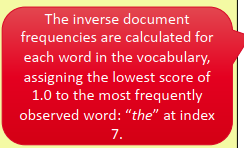 The inverse document
frequencies are calculated for
each word in the vocabulary,
assigning the lowest score of
1.0 to the most frequently
observed word: “the” at index
7.